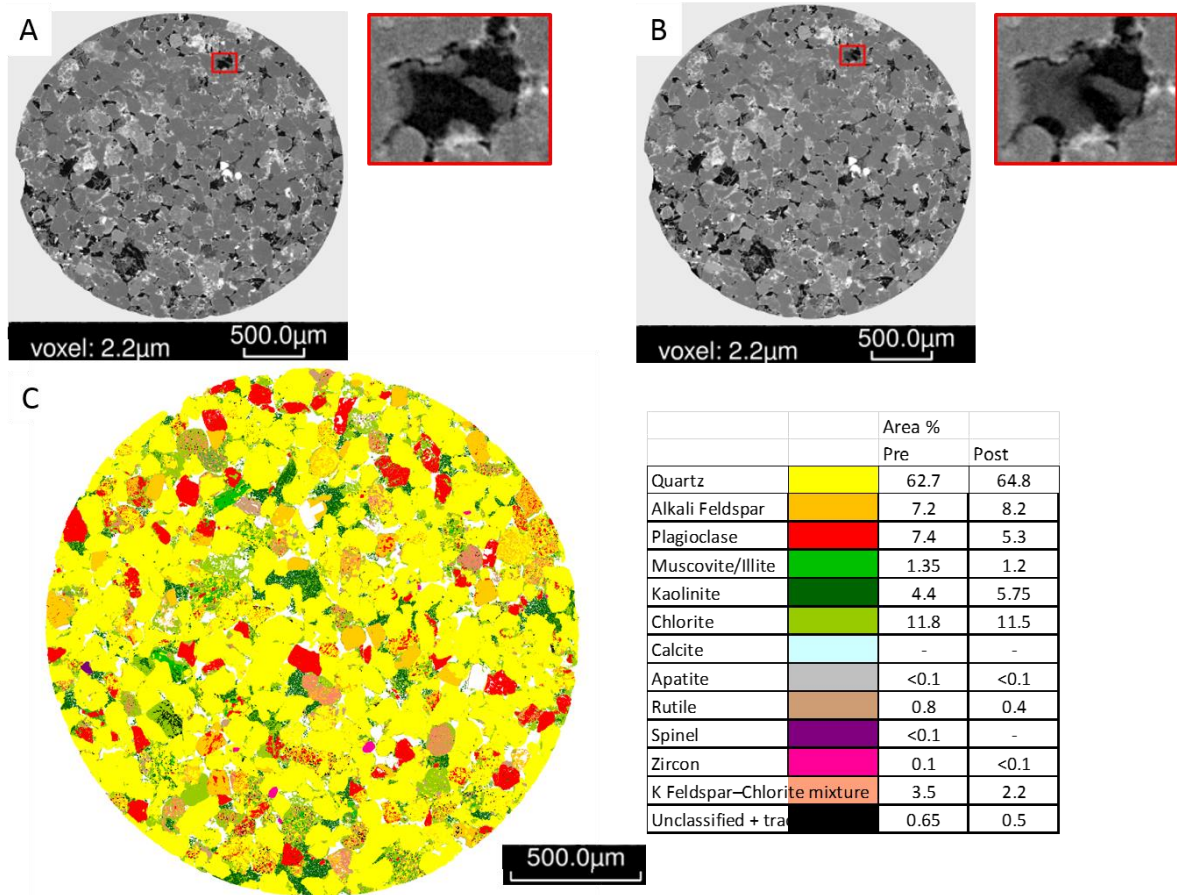 A
B
500.0µm
voxel: 2.2µm
500.0µm
voxel: 2.2µm
C
Area %
Pre Post
Quartz 62.7 64.8
Alkali Feldspar 7.2 8.2
Plagioclase 7.4 5.3
Muscovite/Illite 1.35 1.2
Kaolinite 4.4 5.75
Chlorite 11.8 11.5
Calcite - -
Apatite <0.1 <0.1
Rutile 0.8 0.4
Spinel <0.1 -
Zircon 0.1 <0.1
K Feldspar–Chlorite mixture 3.5 2.2
Unclassified + tra 0.65 0.5
500.0µm